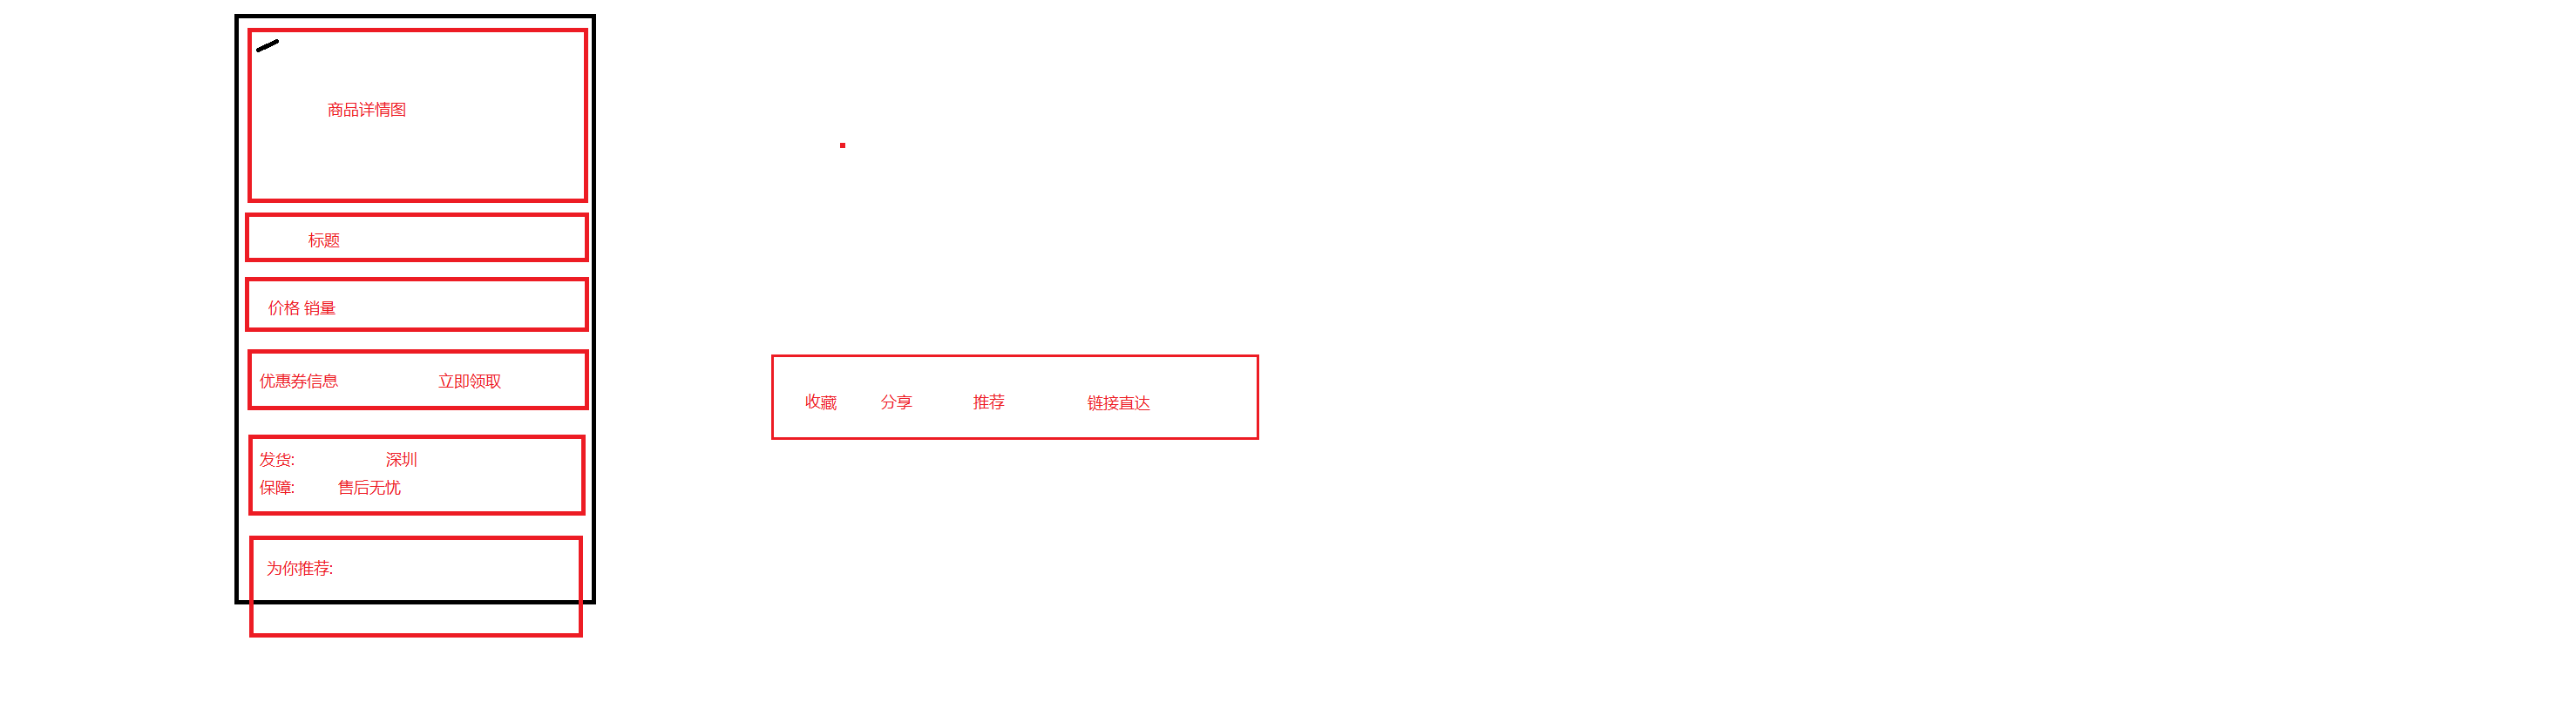 商品详情图
标题
价格 销量
优惠券信息 立即领取
发货: 深圳
保障: 售后无忧
为你推荐:
收藏 分享 推荐 链接直达